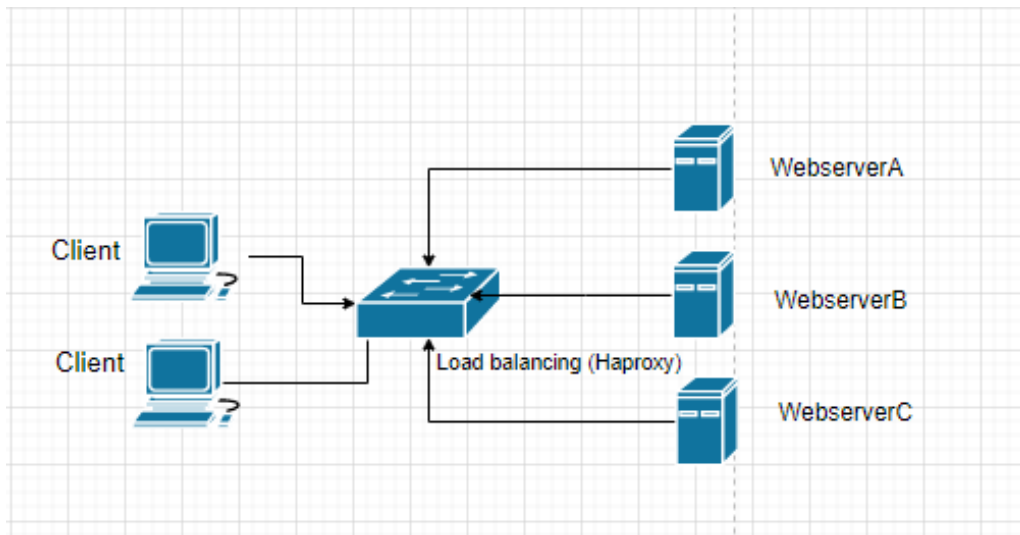 WebserverA
Client
WebserverB
Client
Load balancing (Haproxy)
WebserverC